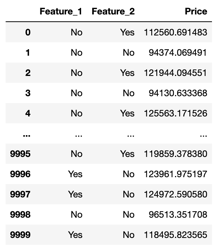 Feature_1 Feature_2 Price
0 No Yes 112560.691483
1 No No 94374.069491
2 No Yes 121944.094551
3 No No 94130.633368
4 No Yes 125563.171526
... ... ... ...
9995 No Yes 119859.378380
9996 Yes No 123961.975197
9997 Yes No 124972.590580
9998 No No 96513.351708
9999 Yes No 118495.823565